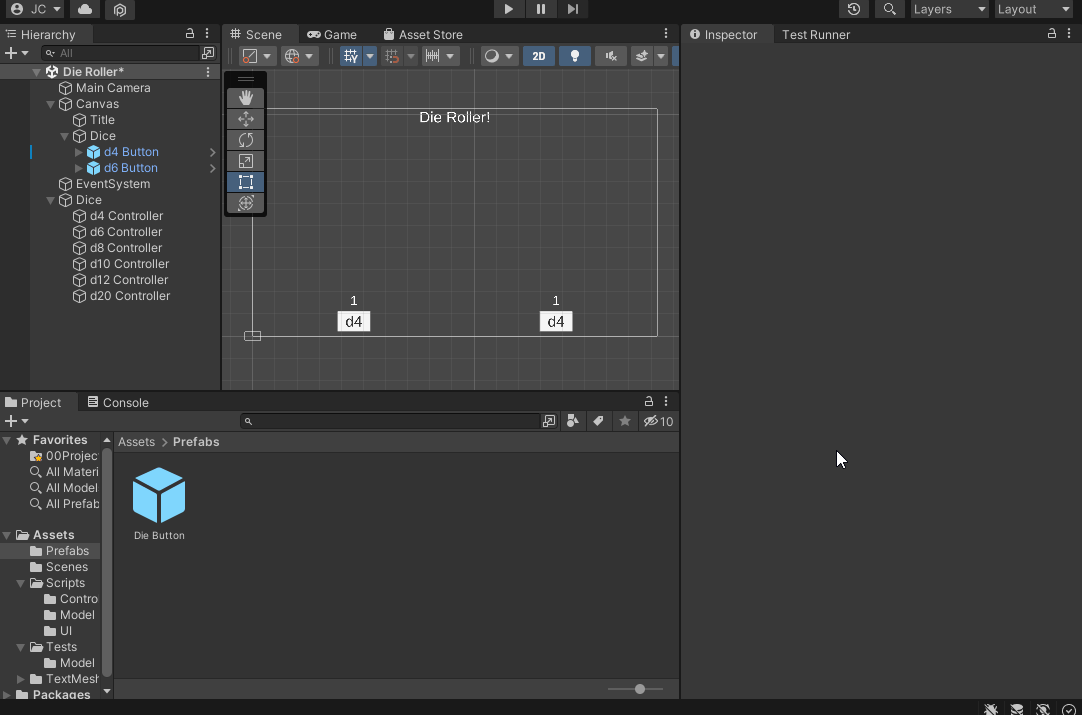 JC
Layers
Layout
Hierarchy
All
Die Roller*
Main Camera
Canvas
Title
Dice
d4 Button
d6 Button
EventSystem
Dice
d4 Controller
d6 Controller
d8 Controller
d10 Controller
d12 Controller
d20 Controller
Scene
Game
Asset Store
2D
Die Roller!
1
d4
1
d4
Inspector
Test Runner
Project
Console
10
Favorites
00Projec
All Materi
All Model
All Prefab
Assets
Prefabs
Scenes
Scripts
Contro
Model
UI
Tests
Model
TextMesh
Packages
Assets > Prefabs
Die Button